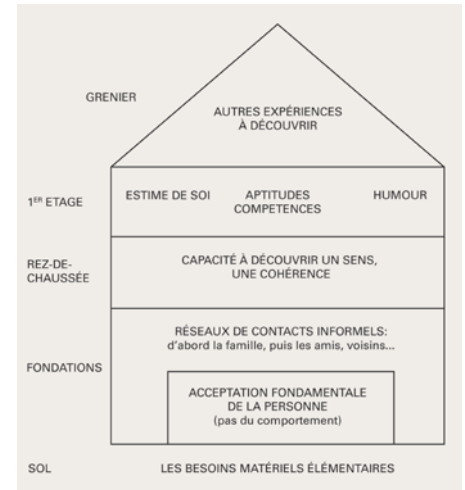 GRENIER
AUTRES EXPÉRIENCES
À DÉCOUVRIR
1ER ETAGE
ESTIME DE SOI
APTITUDES
COMPETENCES
HUMOUR
REZ-DE-
CHAUSSÉE
CAPACITÉ À DÉCOUVRIR UN SENS,
UNE COHÉRENCE
FONDATIONS
RÉSEAUX DE CONTACTS INFORMELS:
d'abord la famille, puis les amis, voisins...
ACCEPTATION FONDAMENTALE
DE LA PERSONNE
(pas du comportement)
SOL
LES BESOINS MATÉRIELS ÉLÉMENTAIRES